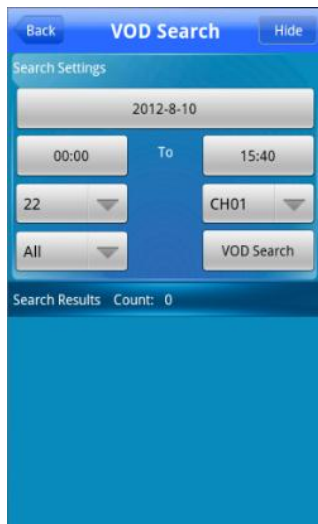 Back VOD Search Hide
Search Settings
2012-8-10
00:00 To 15:40
22 CH01
All VOD Search
Search Results Count: 0